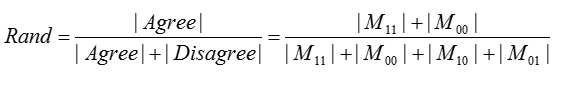 Rand = | Agree | / | Agree | + | Disagree | = | M₁₁ | + | M₀₀ | / | M₁₁ | + | M₀₀ | + | M₁₀ | + | M₀₁ |